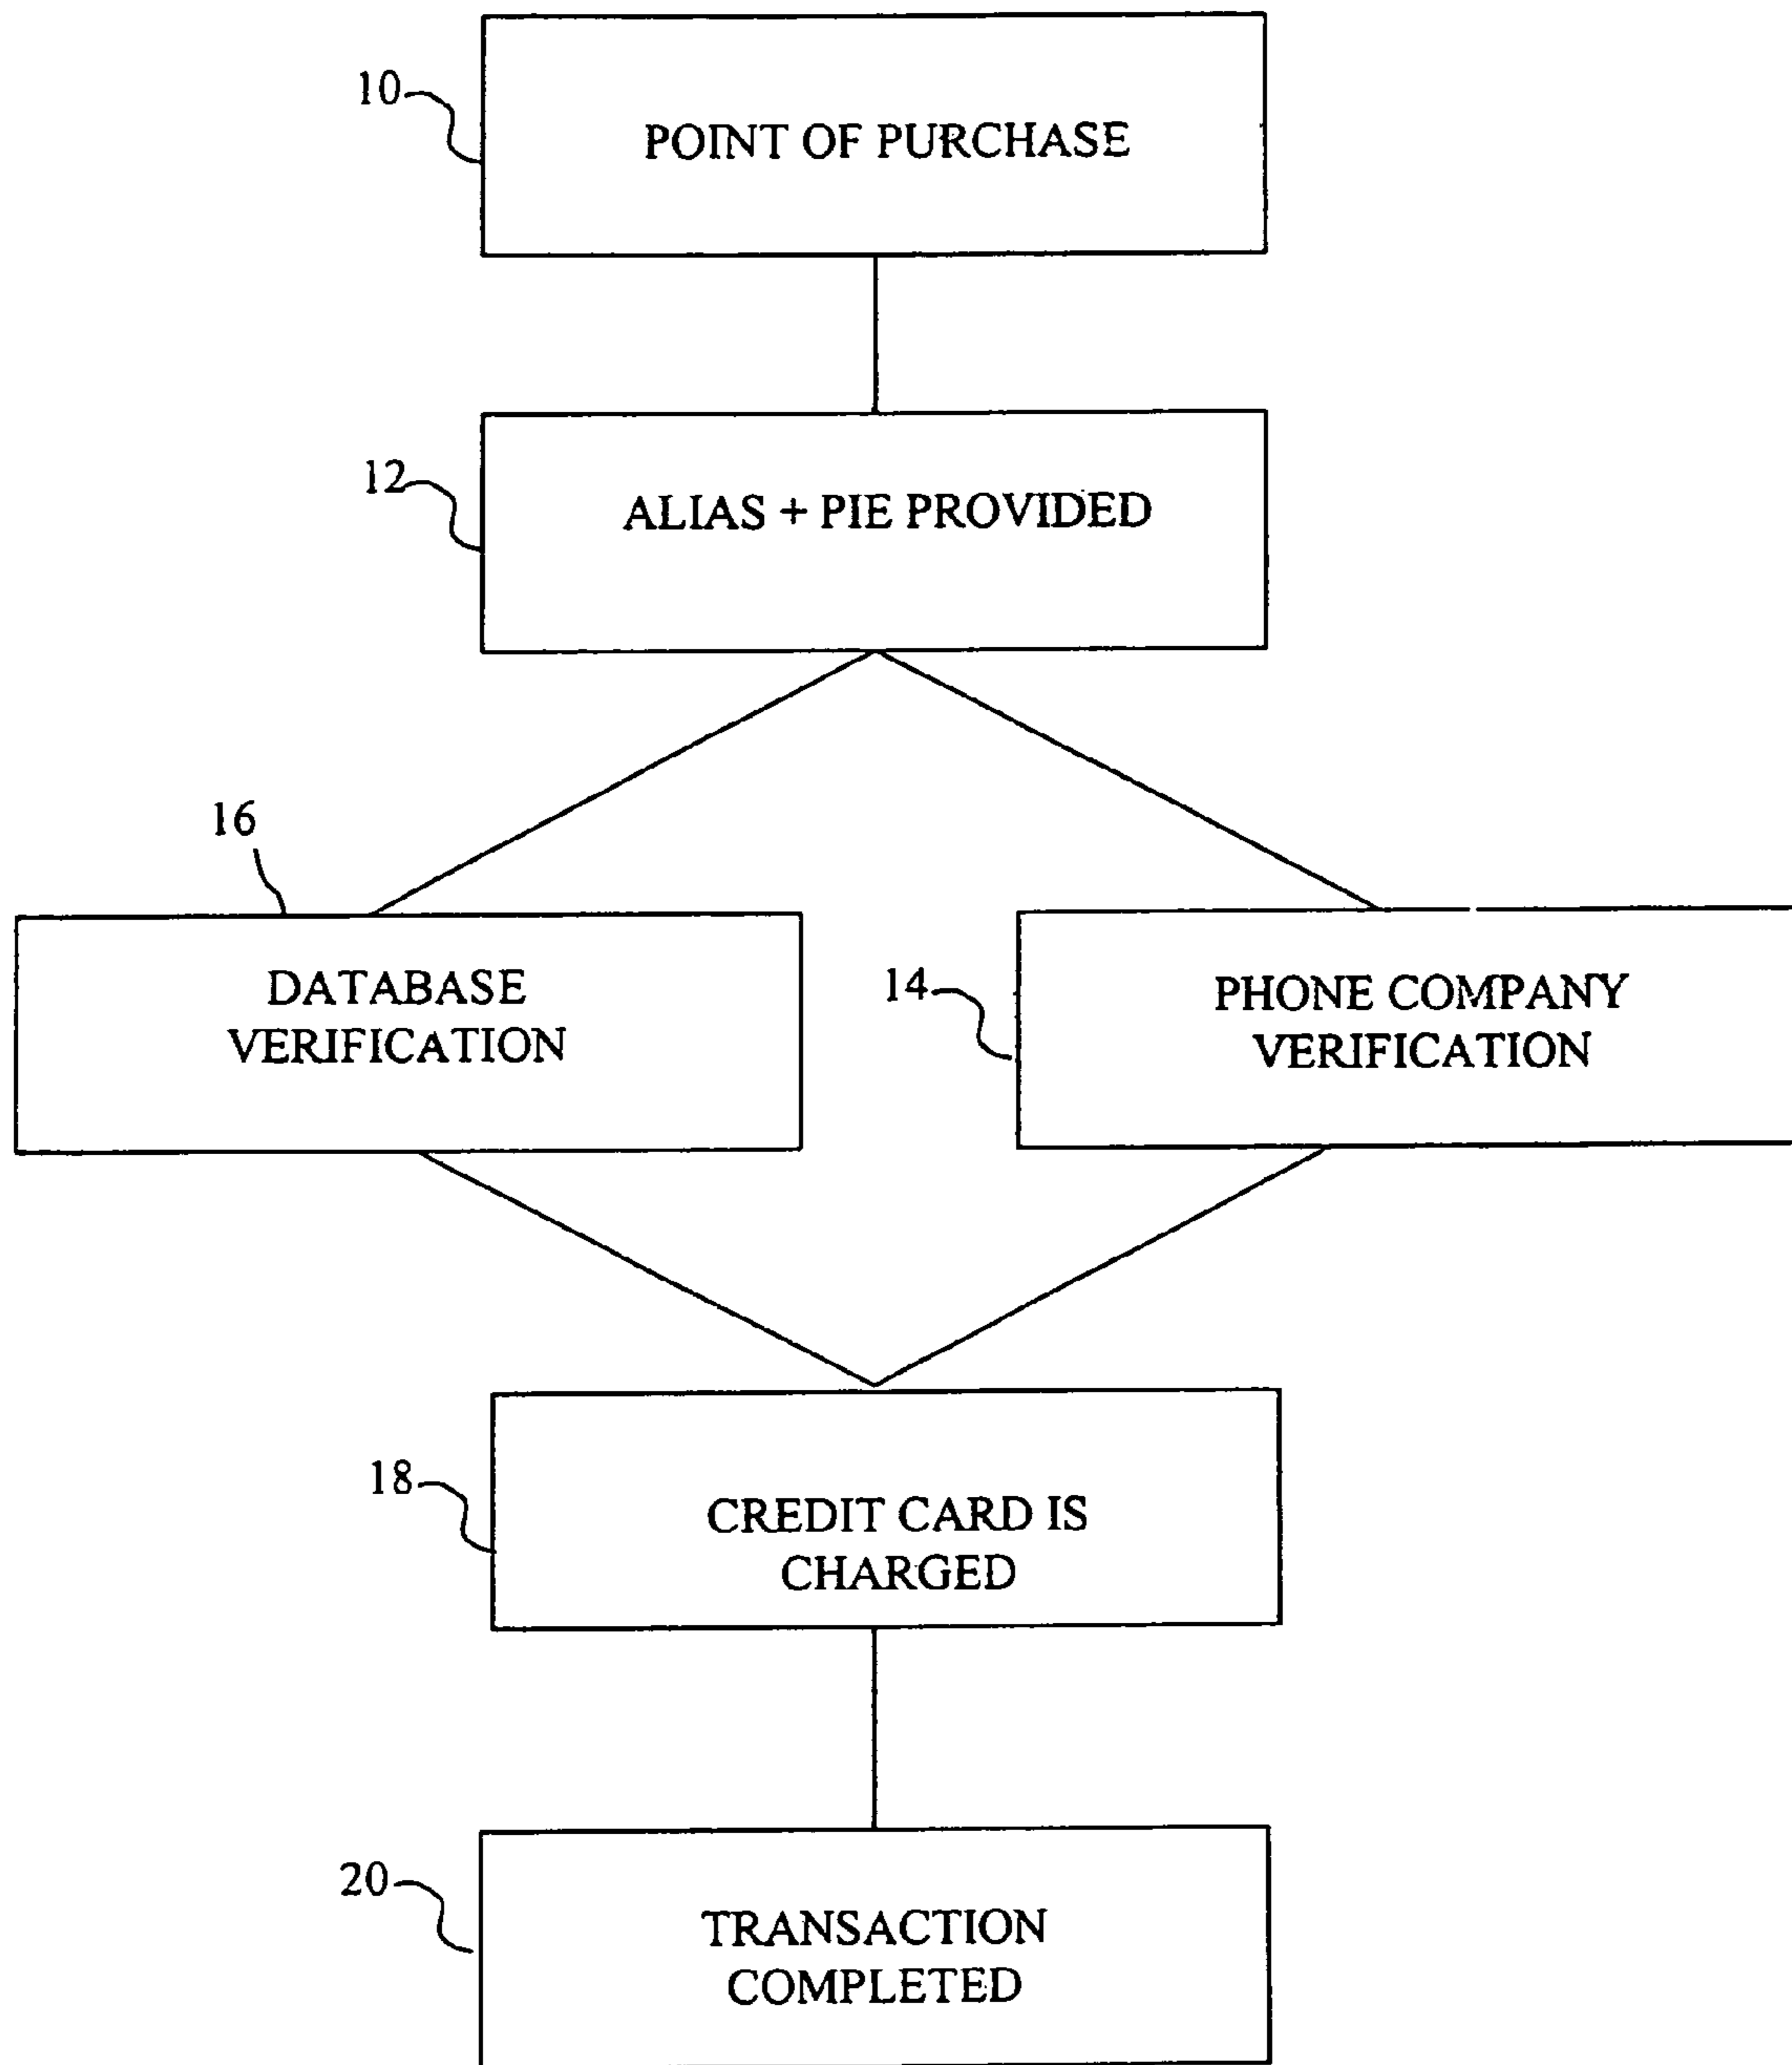 10
POINT OF PURCHASE
12
ALIAS + PIE PROVIDED
16
DATABASE
VERIFICATION
14
PHONE COMPANY
VERIFICATION
18
CREDIT CARD IS
CHARGED
20
TRANSACTION
COMPLETED